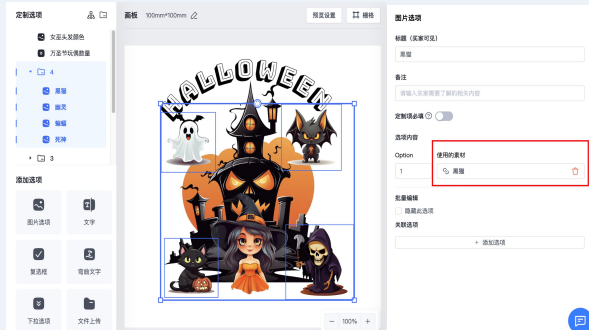 定制选项
女巫头发颜色
万圣节玩偶数量
4
黑猫
幽灵
蝙蝠
死神
3
添加选项
图片选项
文字
复选框
弯曲文字
下拉选项
文件上传
画板
100mm*100mm
预览设置
栅格
HALLOWEEN
100%
图片选项
标题（买家可见）
黑猫
备注
请输入买家需要了解的相关内容
定制项必填
选项内容
Option
使用的素材
1
黑猫
批量编辑
隐藏此选项
关联选项
+ 添加选项